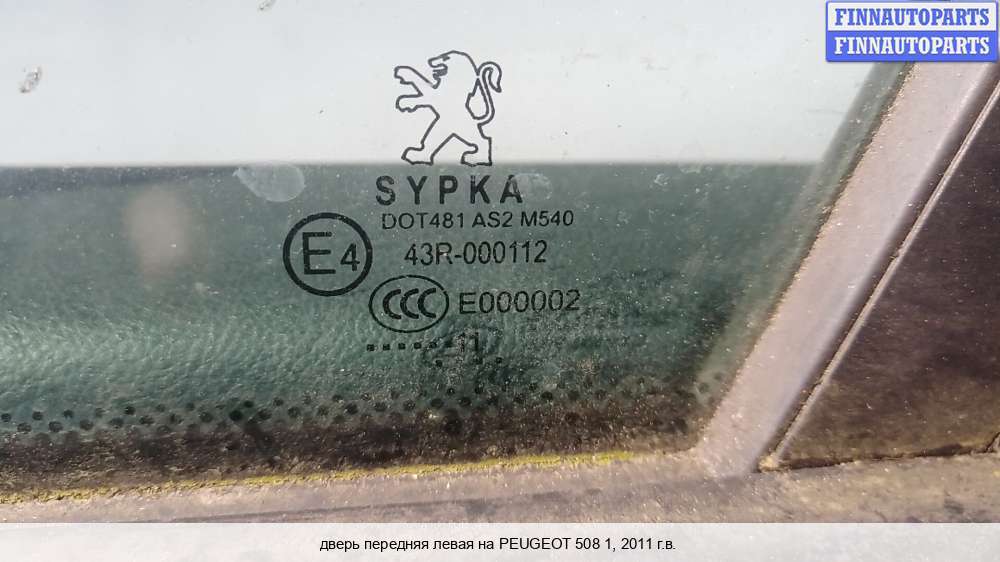 FINNAUTOPARTS
FINNAUTOPARTS
SYPKA
DOT481 AS2 M540
E4 43R-000112
CCC E000002
11
дверь передняя левая на PEUGEOT 508 1, 2011 г.в.